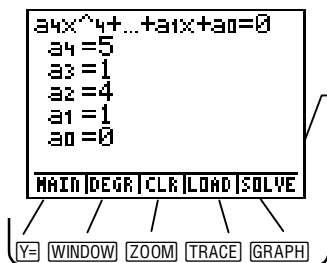 a4x^4+...+a1x+a0=0
a4=5
a3=1
a2=4
a1=1
a0=0
MAIN DEGR CLR LOAD SOLVE
Y= WINDOW ZOOM TRACE GRAPH